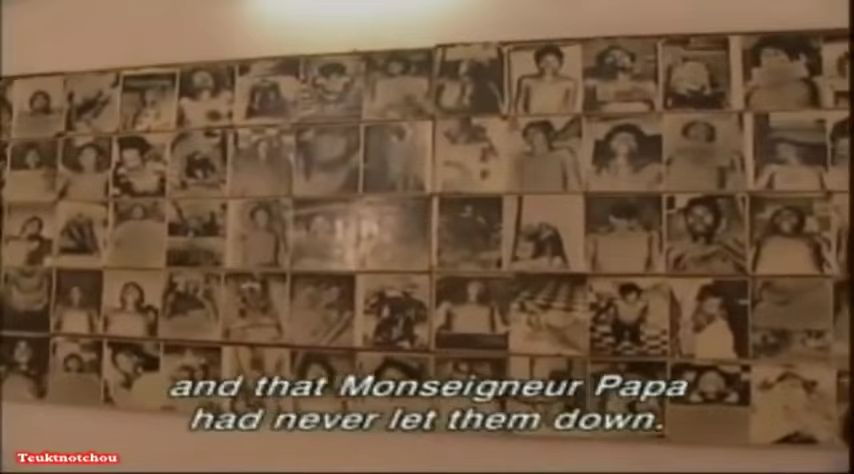 and that Monseigneur Papa
had never let them down.
Teuktnotchou